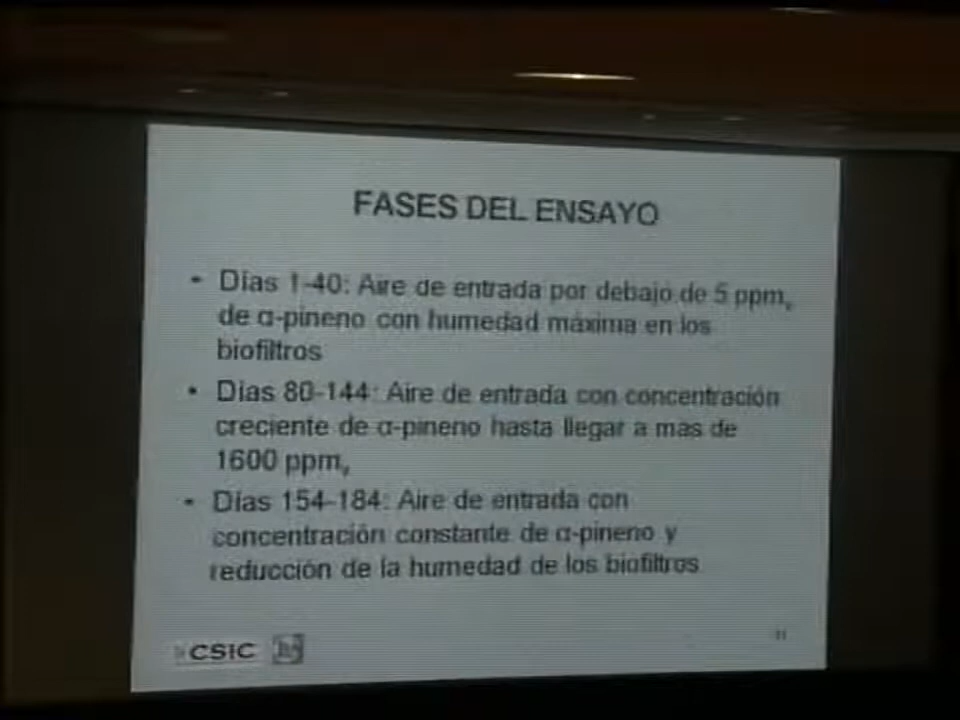 FASES DEL ENSAYO
• Días 1-40: Aire de entrada por debajo de 5 ppmv
de α-pineno con humedad máxima en los
biofiltros
• Días 80-144: Aire de entrada con concentración
creciente de α-pineno hasta llegar a mas de
1600 ppmv
• Días 154-184: Aire de entrada con
concentración constante de α-pineno y
reducción de la humedad de los biofiltros
CSIC